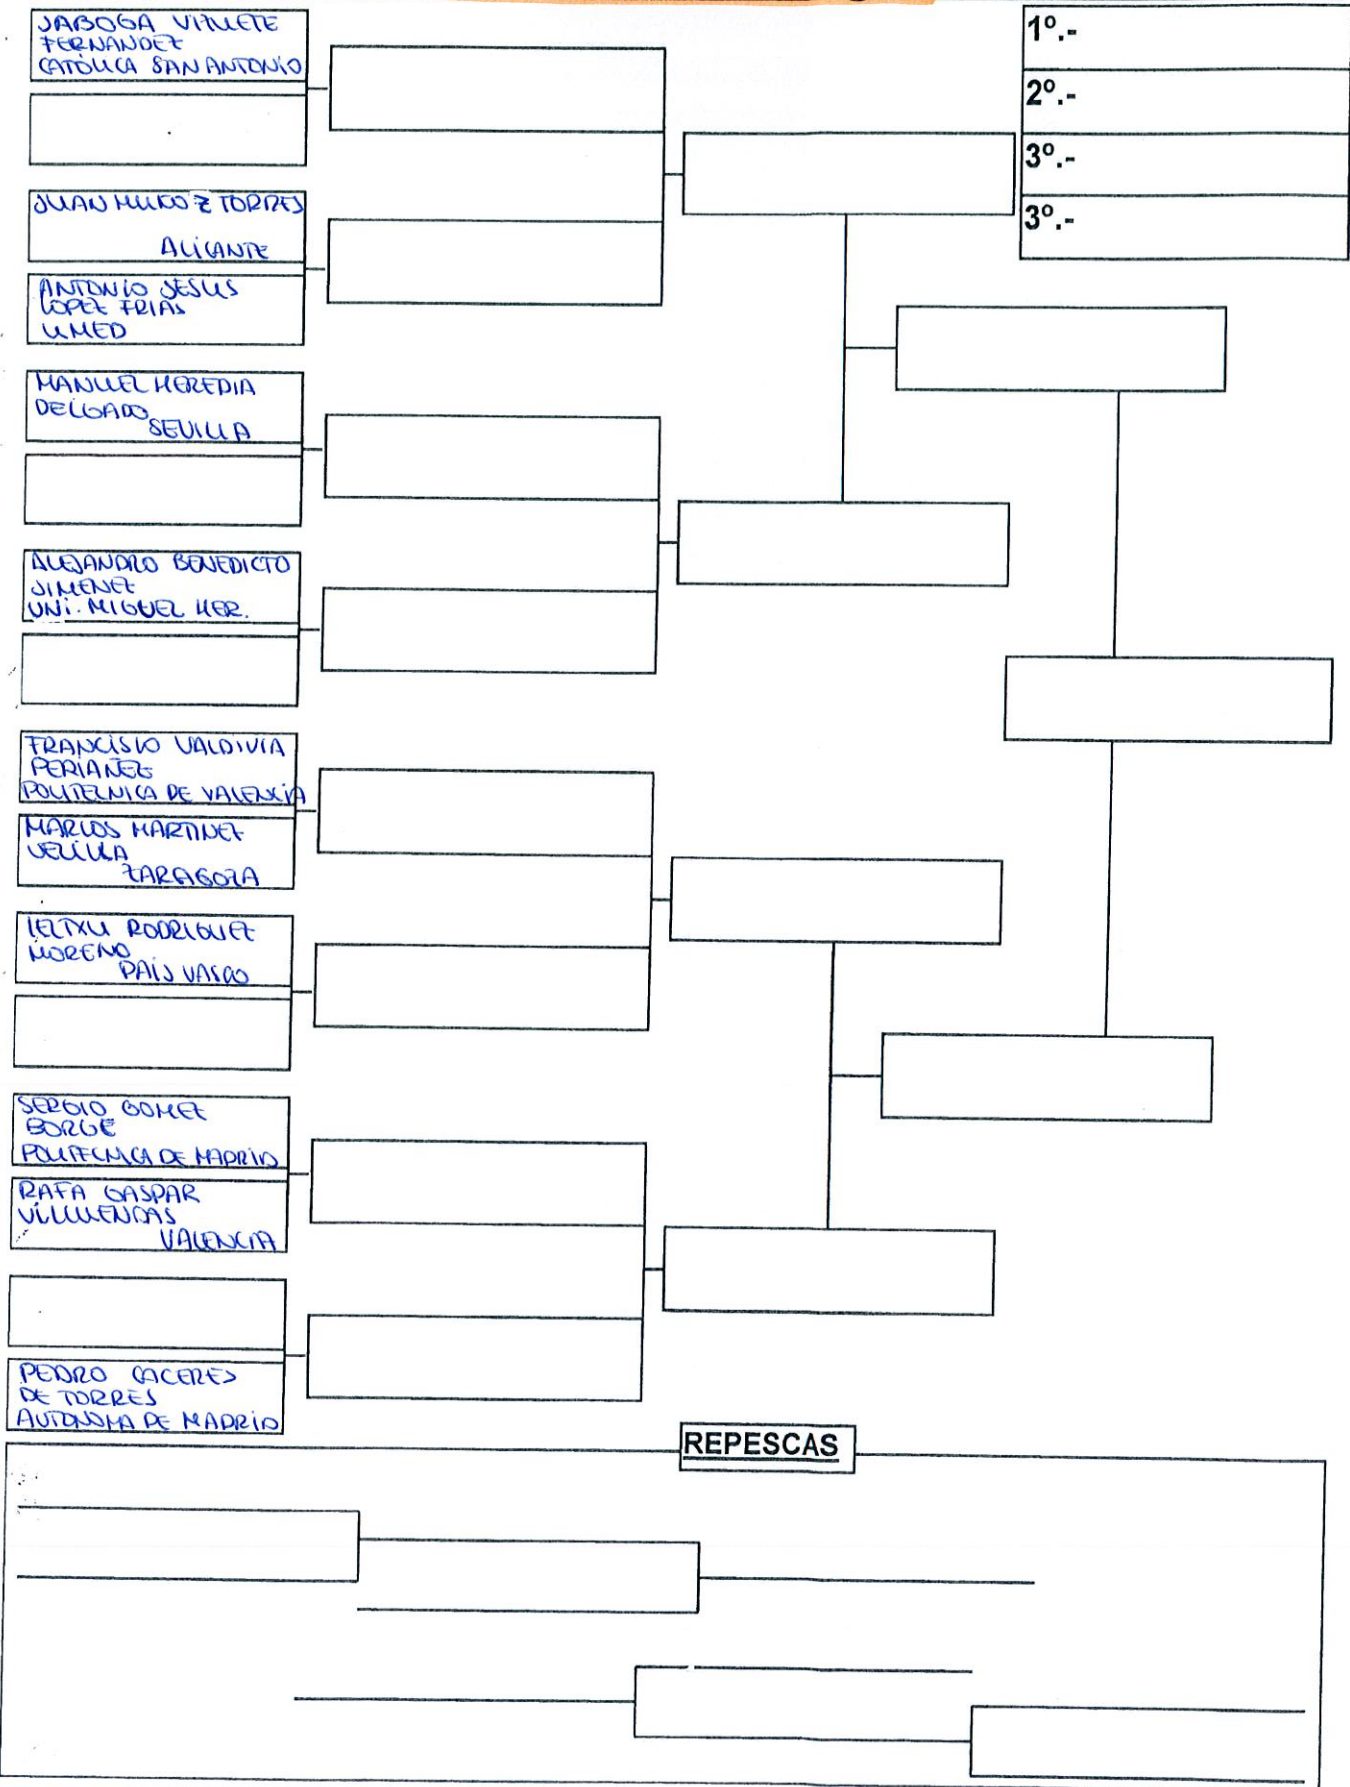 JABOGA VITULETE
FERNANDEZ
CATÓLICA SAN ANTONIO
JUAN MUÑOZ TORRES
ALICANTE
ANTONIO JESUS
LOPEZ FRIAS
UMED
MANUEL HEREDIA
DELGADO
SEVILLA
ALEJANDRO BENEDICTO
JIMENEZ
UNI. MIGUEL HER.
FRANCISCO VALDIVIA
PERIAÑEZ
POLITECNICA DE VALENCIA
MARCOS MARTINEZ
VELILLA
ZARAGOZA
IELTXU RODRIGUEZ
MORENO
PAIS VASCO
SERGIO GOMEZ
BORGE
POLITECNICA DE MADRID
RAFA GASPAR
VILLUENDAS
VALENCIA
PEDRO CACERES
DE TORRES
AUTONOMA DE MADRID
1º.-
2º.-
3º.-
3º.-
REPESCAS